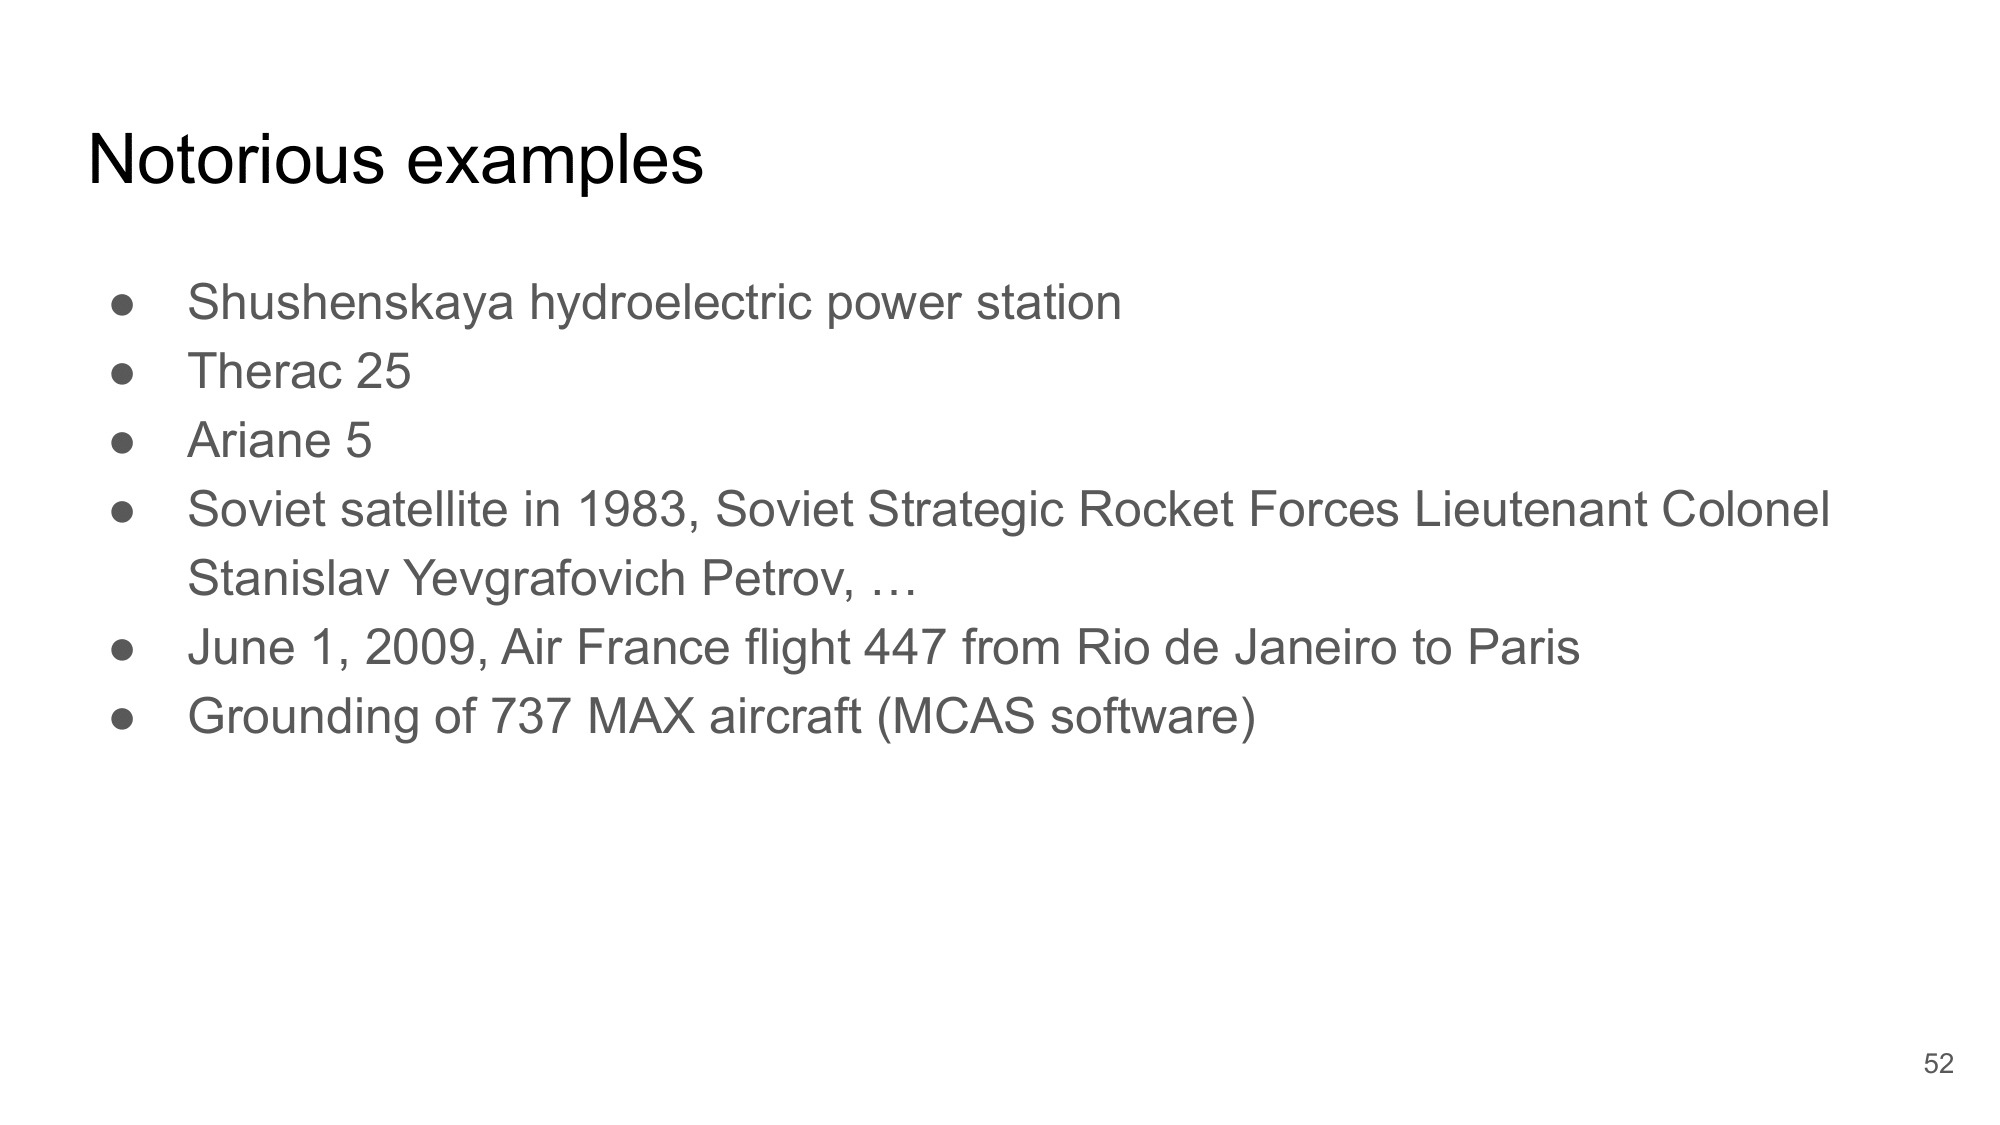 Notorious examples
● Shushenskaya hydroelectric power station
● Therac 25
● Ariane 5
● Soviet satellite in 1983, Soviet Strategic Rocket Forces Lieutenant Colonel
Stanislav Yevgrafovich Petrov, …
● June 1, 2009, Air France flight 447 from Rio de Janeiro to Paris
● Grounding of 737 MAX aircraft (MCAS software)
52